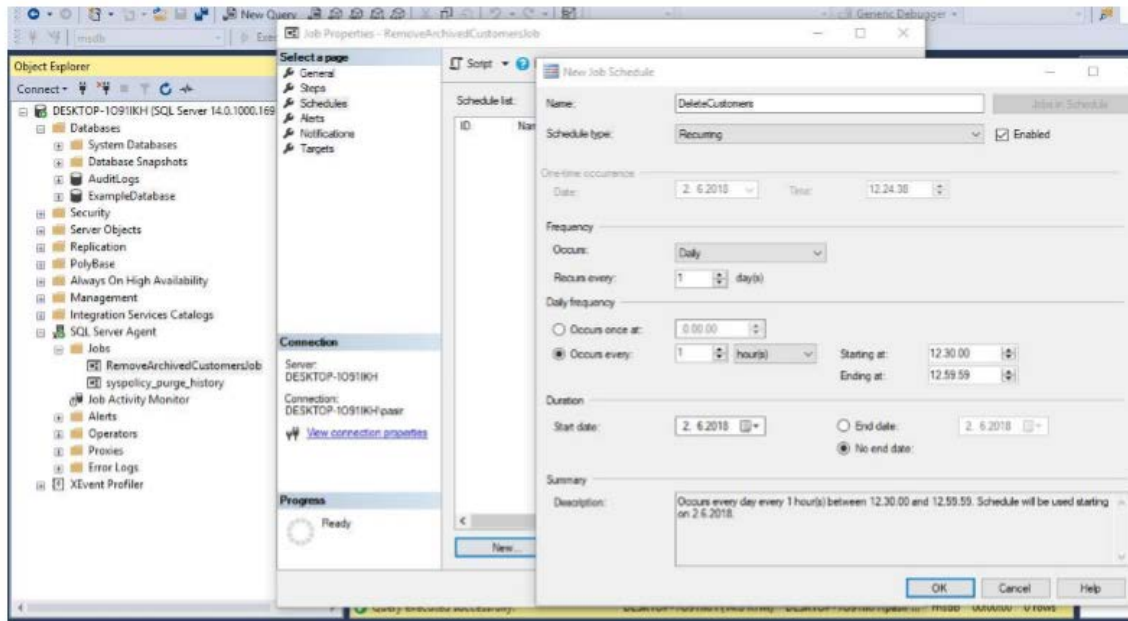 New Query
Generic Debugger
msdb
Exe
Object Explorer
Connect
DESKTOP-1O91IKH (SQL Server 14.0.1000.169
Databases
System Databases
Database Snapshots
AuditLogs
ExampleDatabase
Security
Server Objects
Replication
PolyBase
Always On High Availability
Management
Integration Services Catalogs
SQL Server Agent
Jobs
RemoveArchivedCustomersJob
syspolicy_purge_history
Job Activity Monitor
Alerts
Operators
Proxies
Error Logs
XEvent Profiler
Job Properties - RemoveArchivedCustomersJob
Select a page
General
Steps
Schedules
Alerts
Notifications
Targets
Connection
Server:
DESKTOP-1O91IKH
Connection:
DESKTOP-1O91IKH\pasir
View connection properties
Progress
Ready
Script
Schedule list:
ID Nam
New...
New Job Schedule
Name: DeleteCustomers Jobs in Schedule
Schedule type: Recurring Enabled
One-time occurrence
Date: 2. 6.2018 Time: 12.24.38
Frequency
Occurs: Daily
Recurs every: 1 day(s)
Daily frequency
Occurs once at: 0.00.00
Occurs every: 1 hour(s) Starting at: 12.30.00
Ending at: 12.59.59
Duration
Start date: 2. 6.2018 End date: 2. 6.2018
No end date:
Summary
Description: Occurs every day every 1 hour(s) between 12.30.00 and 12.59.59. Schedule will be used starting
on 2.6.2018.
OK Cancel Help
Query executed successfully. msdb 00:00:00 0 rows